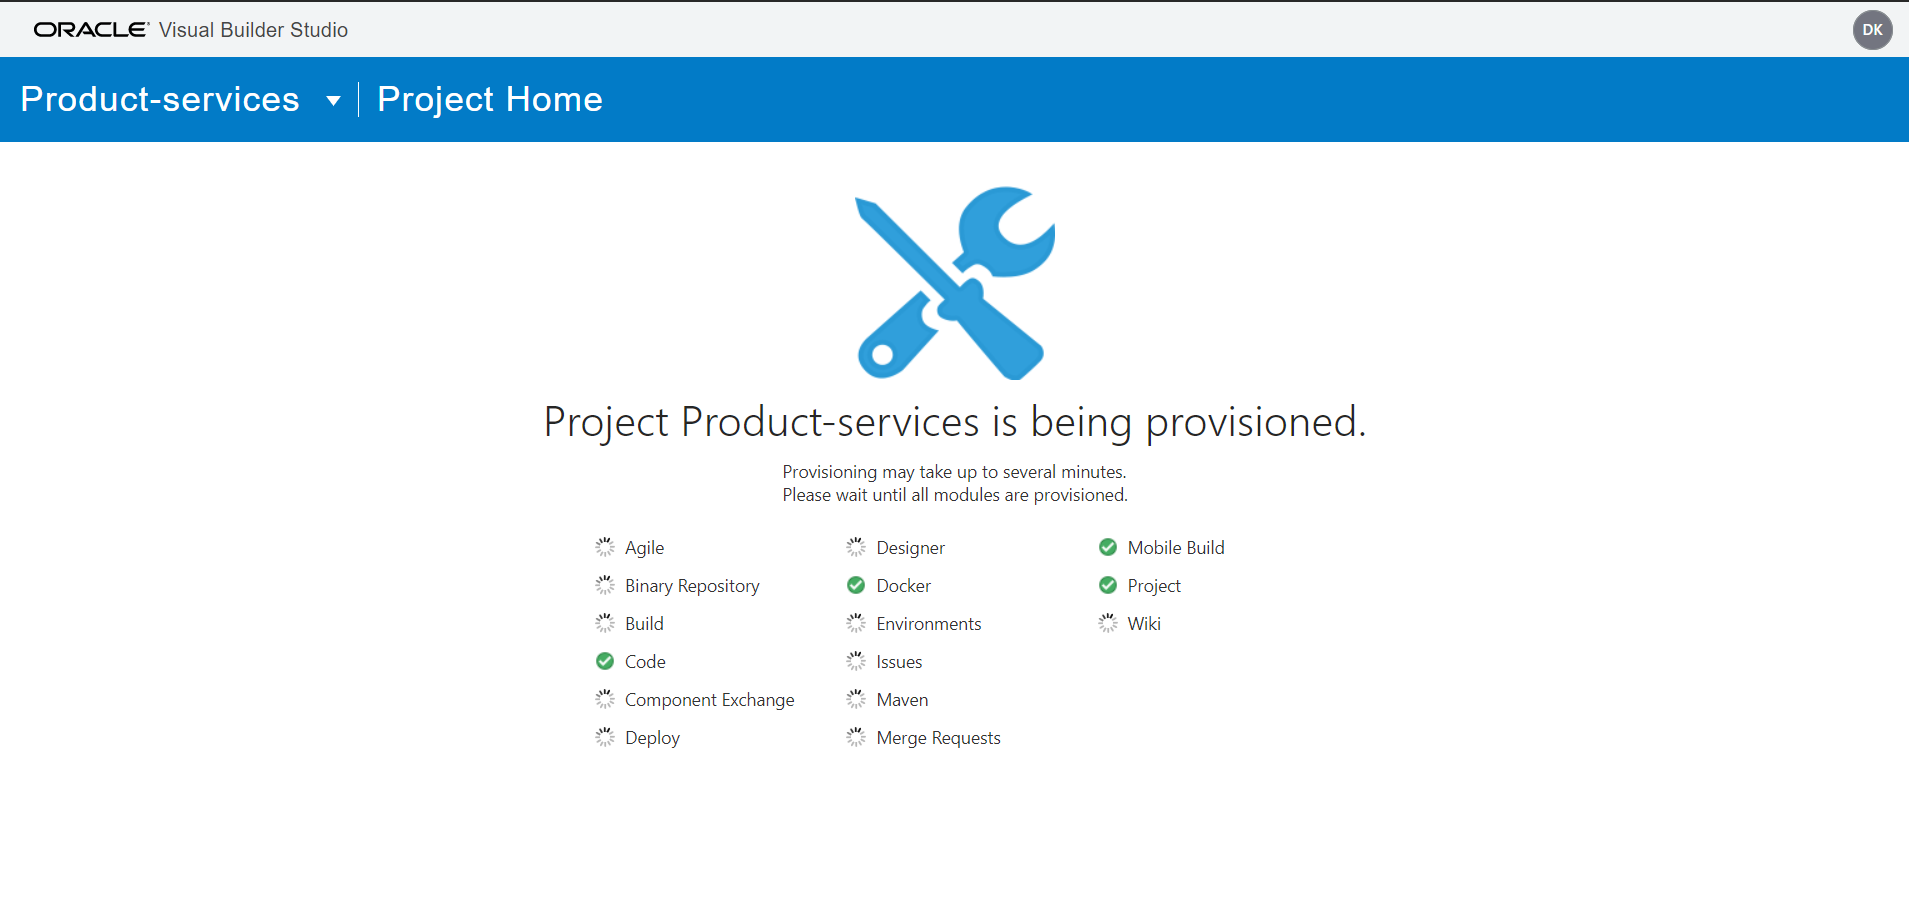 ORACLE Visual Builder Studio
DK
Product-services
Project Home
Project Product-services is being provisioned.
Provisioning may take up to several minutes.
Please wait until all modules are provisioned.
Agile
Binary Repository
Build
Code
Component Exchange
Deploy
Designer
Docker
Environments
Issues
Maven
Merge Requests
Mobile Build
Project
Wiki